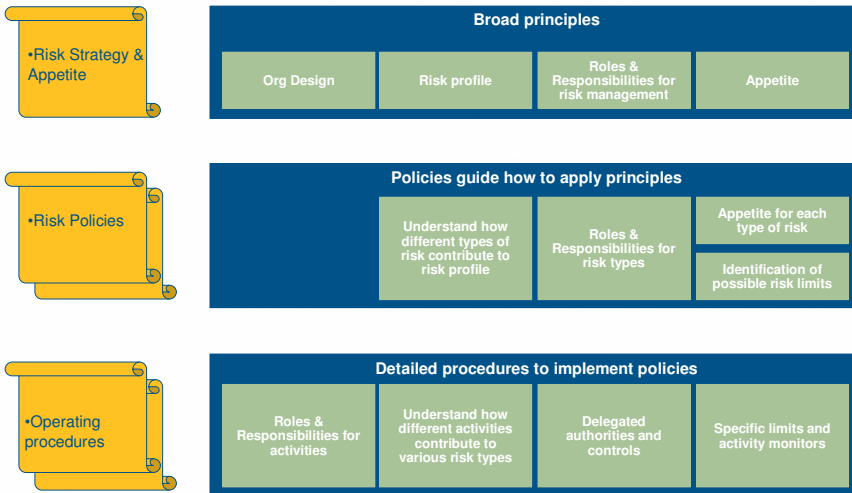 Broad principles
•Risk Strategy &
Appetite
Org Design
Risk profile
Roles &
Responsibilities for
risk management
Appetite
Policies guide how to apply principles
•Risk Policies
Understand how
different types of
risk contribute to
risk profile
Roles &
Responsibilities for
risk types
Appetite for each
type of risk
Identification of
possible risk limits
Detailed procedures to implement policies
•Operating
procedures
Roles &
Responsibilities for
activities
Understand how
different activities
contribute to
various risk types
Delegated
authorities and
controls
Specific limits and
activity monitors